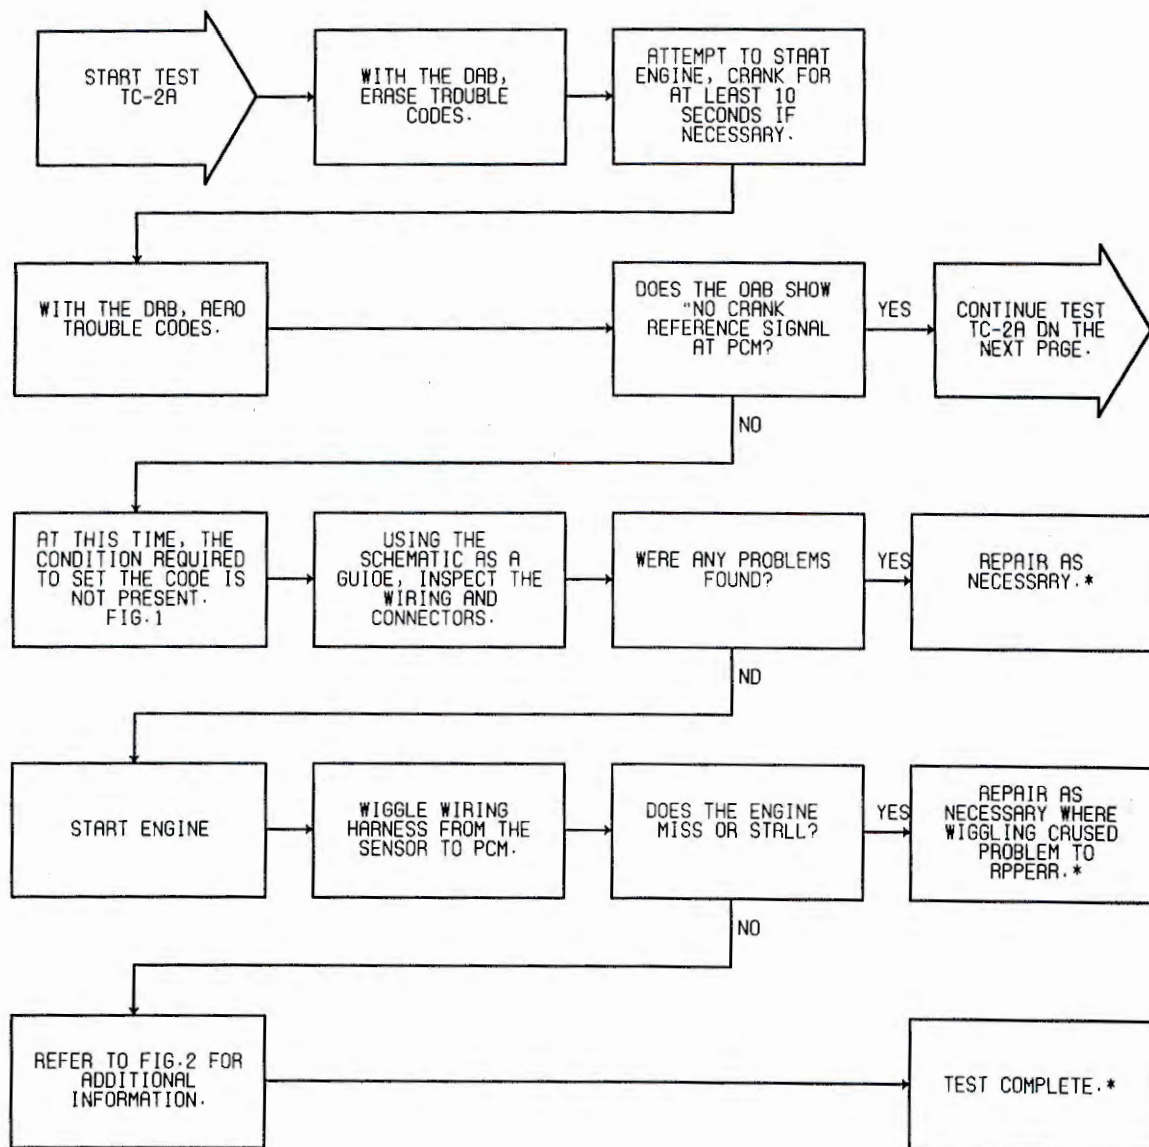 START TEST
TC-2A
WITH THE DAB,
ERASE TROUBLE
CODES.
ATTEMPT TO START
ENGINE, CRANK FOR
AT LEAST 10
SECONDS IF
NECESSARY.
WITH THE DRB, AERO
TROUBLE CODES.
DOES THE OAB SHOW
"NO CRANK
REFERENCE SIGNAL
AT PCM?
YES
CONTINUE TEST
TC-2A DN THE
NEXT PRGE.
NO
AT THIS TIME, THE
CONDITION REQUIRED
TO SET THE CODE IS
NOT PRESENT.
FIG.1
USING THE
SCHEMATIC AS A
GUIOE, INSPECT THE
WIRING AND
CONNECTORS.
WERE ANY PROBLEMS
FOUND?
YES
REPAIR AS
NECESSRRY.*
ND
START ENGINE
WIGGLE WIRING
HARNESS FROM THE
SENSOR TO PCM.
DOES THE ENGINE
MISS OR STRLL?
YES
REPAIR AS
NECESSARY WHERE
WIGGLING CRUSED
PROBLEM TO
RPPERR.*
NO
REFER TO FIG.2 FOR
ADDITIONAL
INFORMATION.
TEST COMPLETE.*